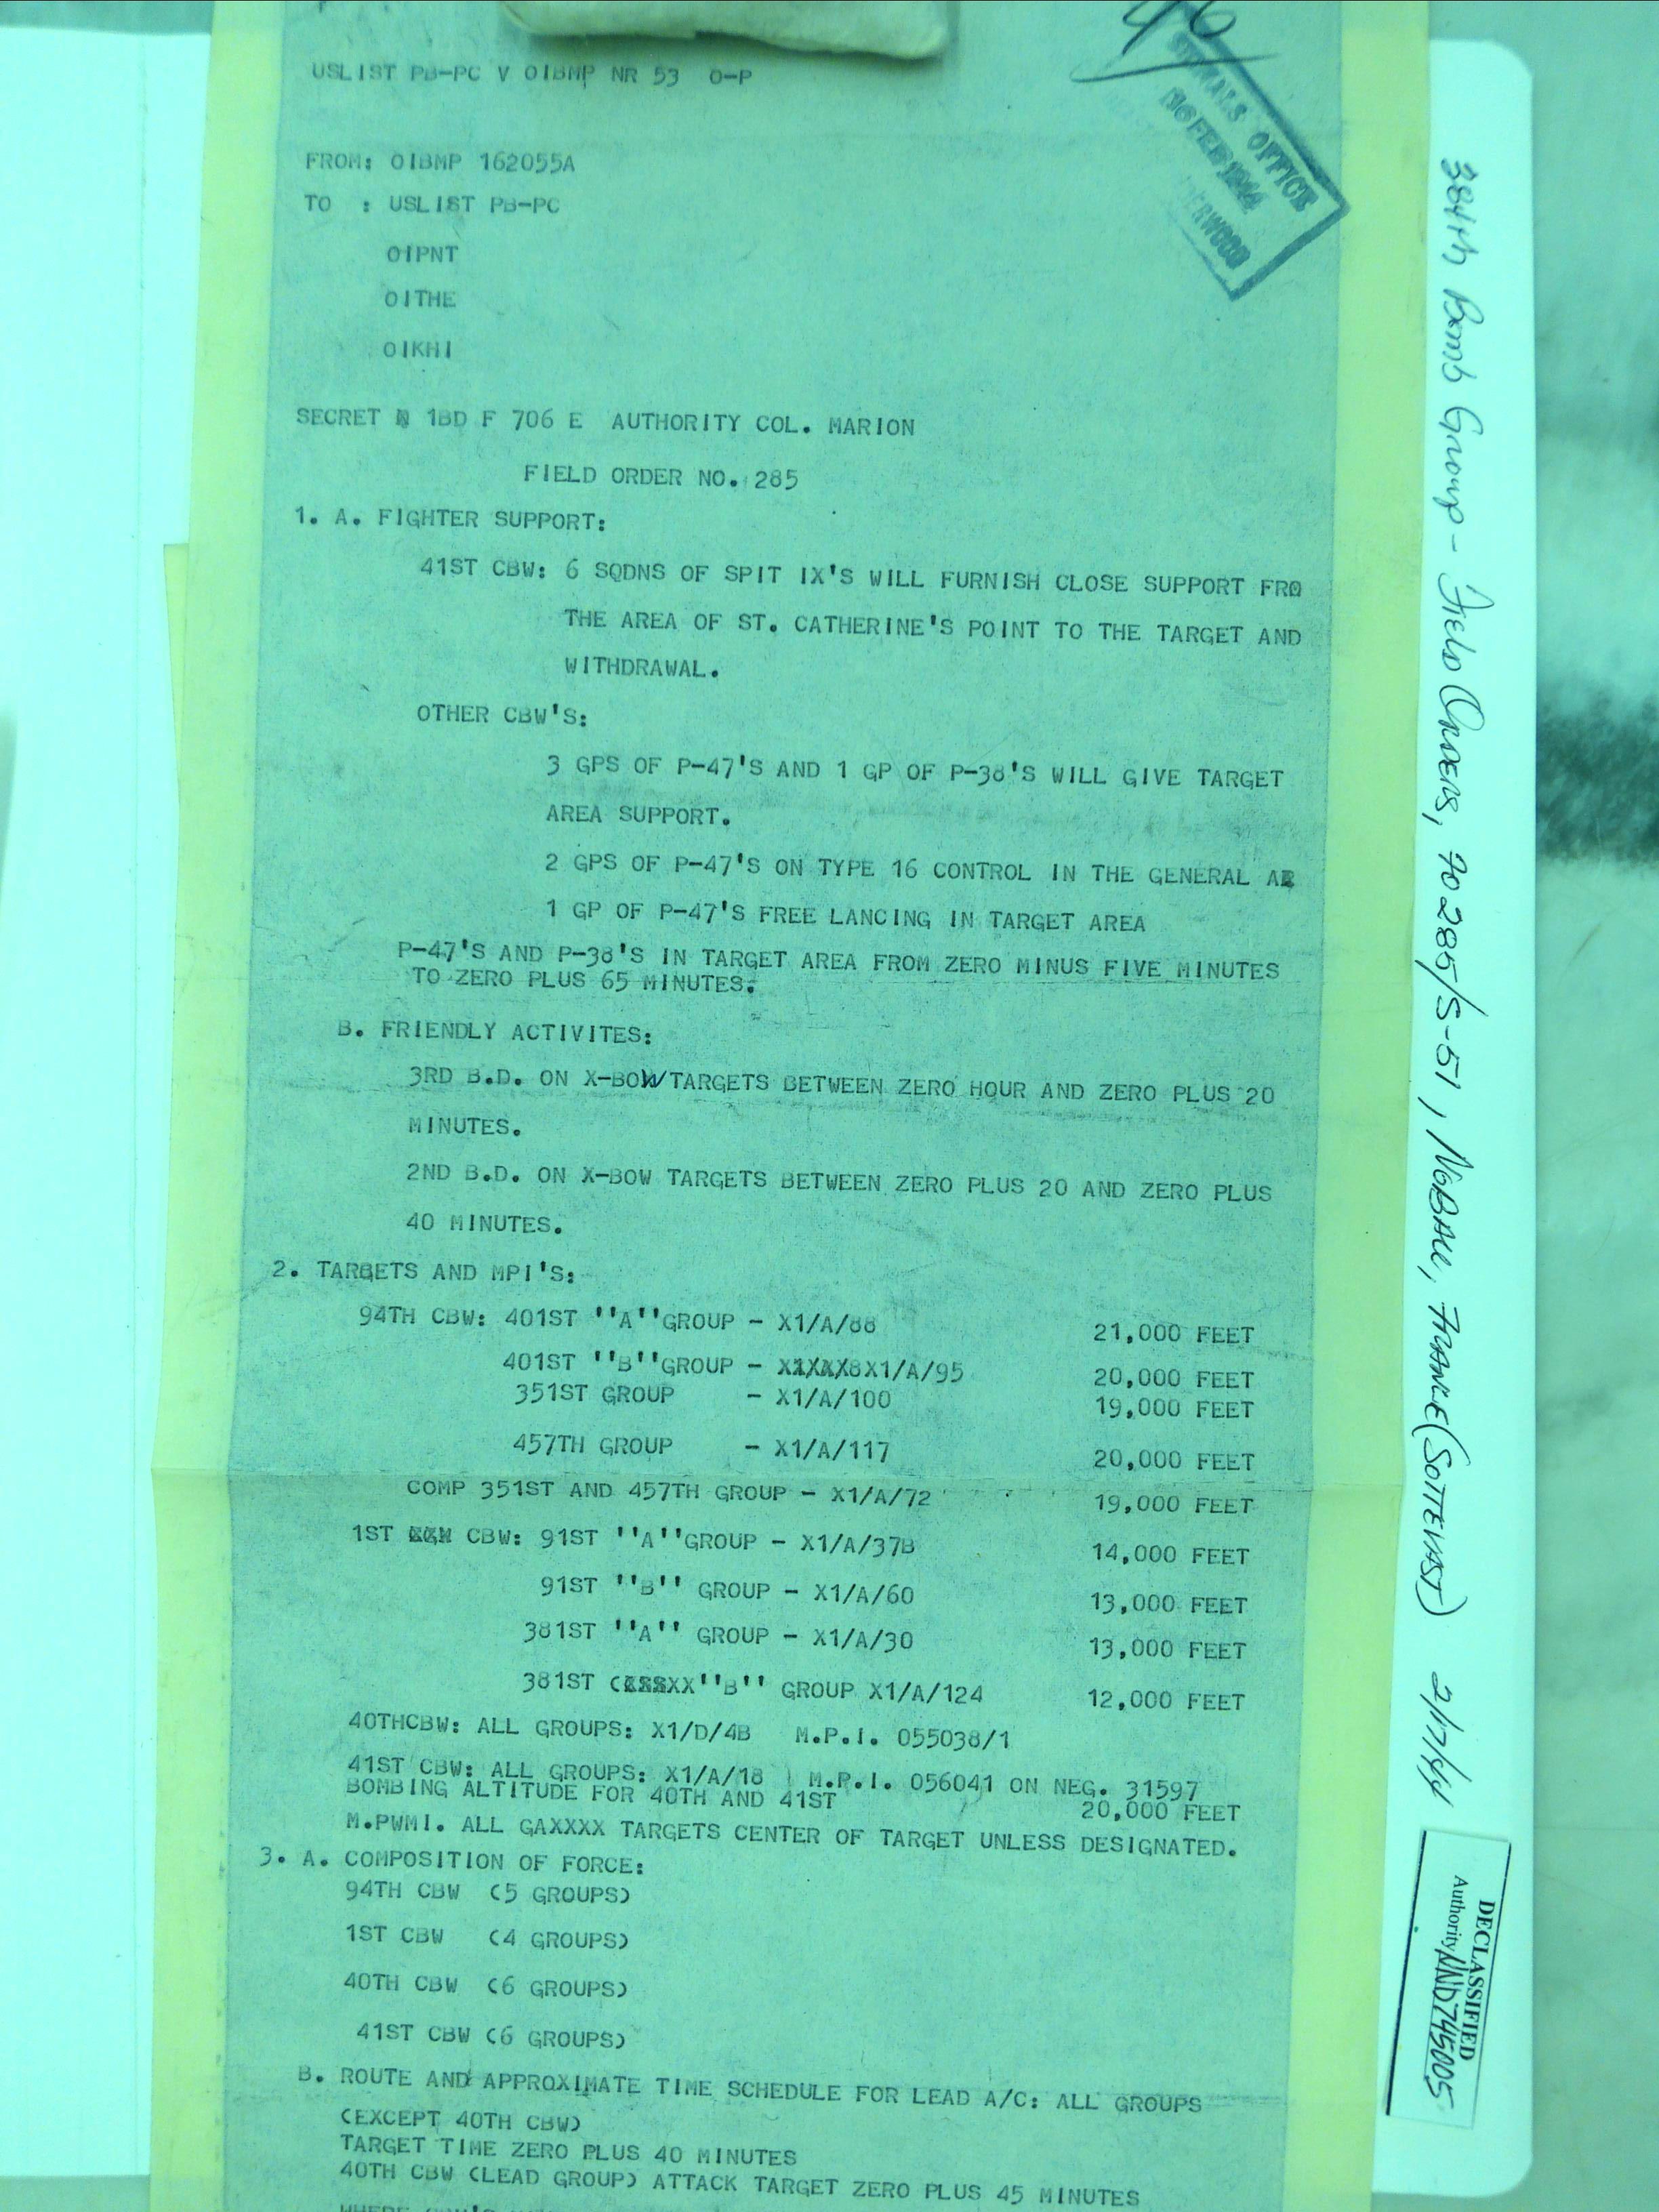 USLIST PB-PC V OIBMP NR 53 O-P
46
SIGNALS OFFICE
16 FEB 1944
FROM: OIBMP 162055A
TO : USLIST PB-PC
OIPNT
OITHE
OIKHI
SECRET N 1BD F 706 E AUTHORITY COL. MARION
FIELD ORDER NO. 285
1. A. FIGHTER SUPPORT:
41ST CBW: 6 SQDNS OF SPIT IX'S WILL FURNISH CLOSE SUPPORT FRO
THE AREA OF ST. CATHERINE'S POINT TO THE TARGET AND
WITHDRAWAL.
OTHER CBW'S:
3 GPS OF P-47'S AND 1 GP OF P-38'S WILL GIVE TARGET
AREA SUPPORT.
2 GPS OF P-47'S ON TYPE 16 CONTROL IN THE GENERAL
1 GP OF P-47'S FREE LANCING IN TARGET AREA
P-47'S AND P-38'S IN TARGET AREA FROM ZERO MINUS FIVE MINUTES
TO ZERO PLUS 65 MINUTES.
B. FRIENDLY ACTIVITES:
3RD B.D. ON X-BOW TARGETS BETWEEN ZERO HOUR AND ZERO PLUS 20
MINUTES.
2ND B.D. ON X-BOW TARGETS BETWEEN ZERO PLUS 20 AND ZERO PLUS
40 MINUTES.
2. TARGETS AND MPI'S:
94TH CBW: 401ST ''A''GROUP - X1/A/88 21,000 FEET
401ST ''B''GROUP - X1XAX8X1/A/95 20,000 FEET
351ST GROUP - X1/A/100 19,000 FEET
457TH GROUP - X1/A/117 20,000 FEET
COMP 351ST AND 457TH GROUP - X1/A/72 19,000 FEET
1ST CBW: 91ST ''A''GROUP - X1/A/37B 14,000 FEET
91ST ''B'' GROUP - X1/A/60 13,000 FEET
381ST ''A'' GROUP - X1/A/30 13,000 FEET
381ST ''B'' GROUP X1/A/124 12,000 FEET
40THCBW: ALL GROUPS: X1/D/4B M.P.I. 055038/1
41ST CBW: ALL GROUPS: X1/A/18 M.P.I. 056041 ON NEG. 31597
BOMBING ALTITUDE FOR 40TH AND 41ST 20,000 FEET
M.PWMI. ALL GAXXXX TARGETS CENTER OF TARGET UNLESS DESIGNATED.
3. A. COMPOSITION OF FORCE:
94TH CBW (5 GROUPS)
1ST CBW (4 GROUPS)
40TH CBW (6 GROUPS)
41ST CBW (6 GROUPS)
B. ROUTE AND APPROXIMATE TIME SCHEDULE FOR LEAD A/C: ALL GROUPS
(EXCEPT 40TH CBW)
TARGET TIME ZERO PLUS 40 MINUTES
40TH CBW (LEAD GROUP) ATTACK TARGET ZERO PLUS 45 MINUTES
384th Bomb Group - Field Orders, FO 285/S-51, NOBALL, FRANCE (SOTTEVAST) 2/17/44
DECLASSIFIED
Authority NND745005